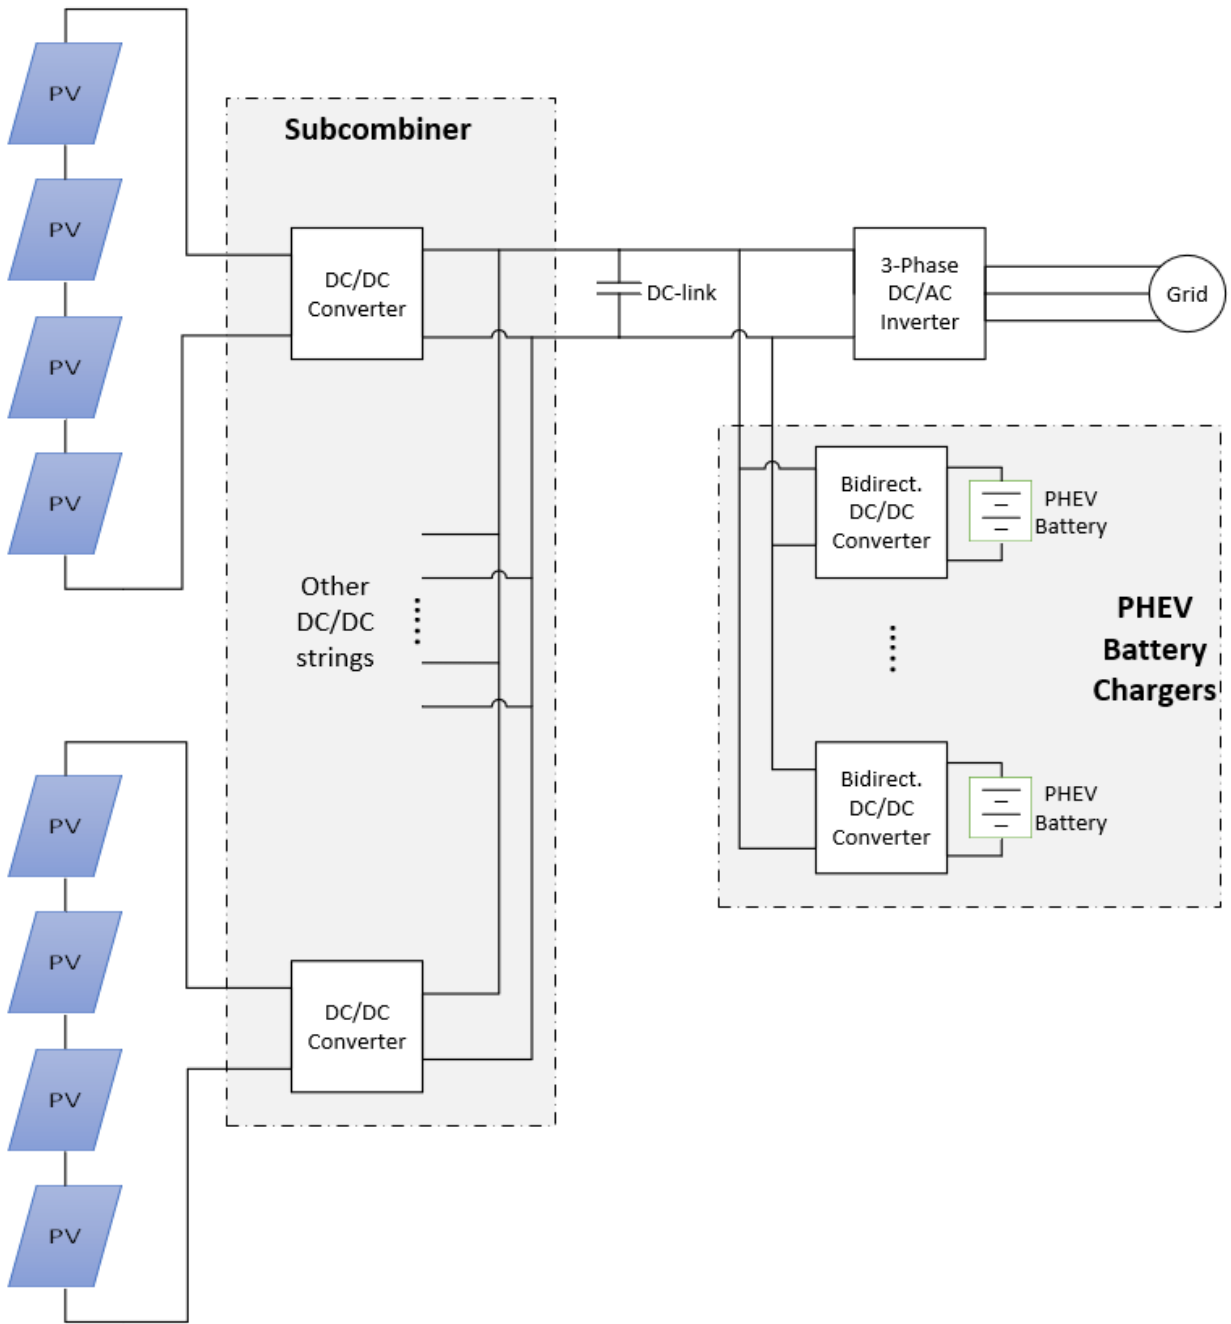 PV
PV
PV
PV
Subcombiner
DC/DC
Converter
DC-link
3-Phase
DC/AC
Inverter
Grid
Other
DC/DC
strings
Bidirect.
DC/DC
Converter
PHEV
Battery
PHEV
Battery
Chargers
Bidirect.
DC/DC
Converter
PHEV
Battery
PV
PV
PV
PV
DC/DC
Converter